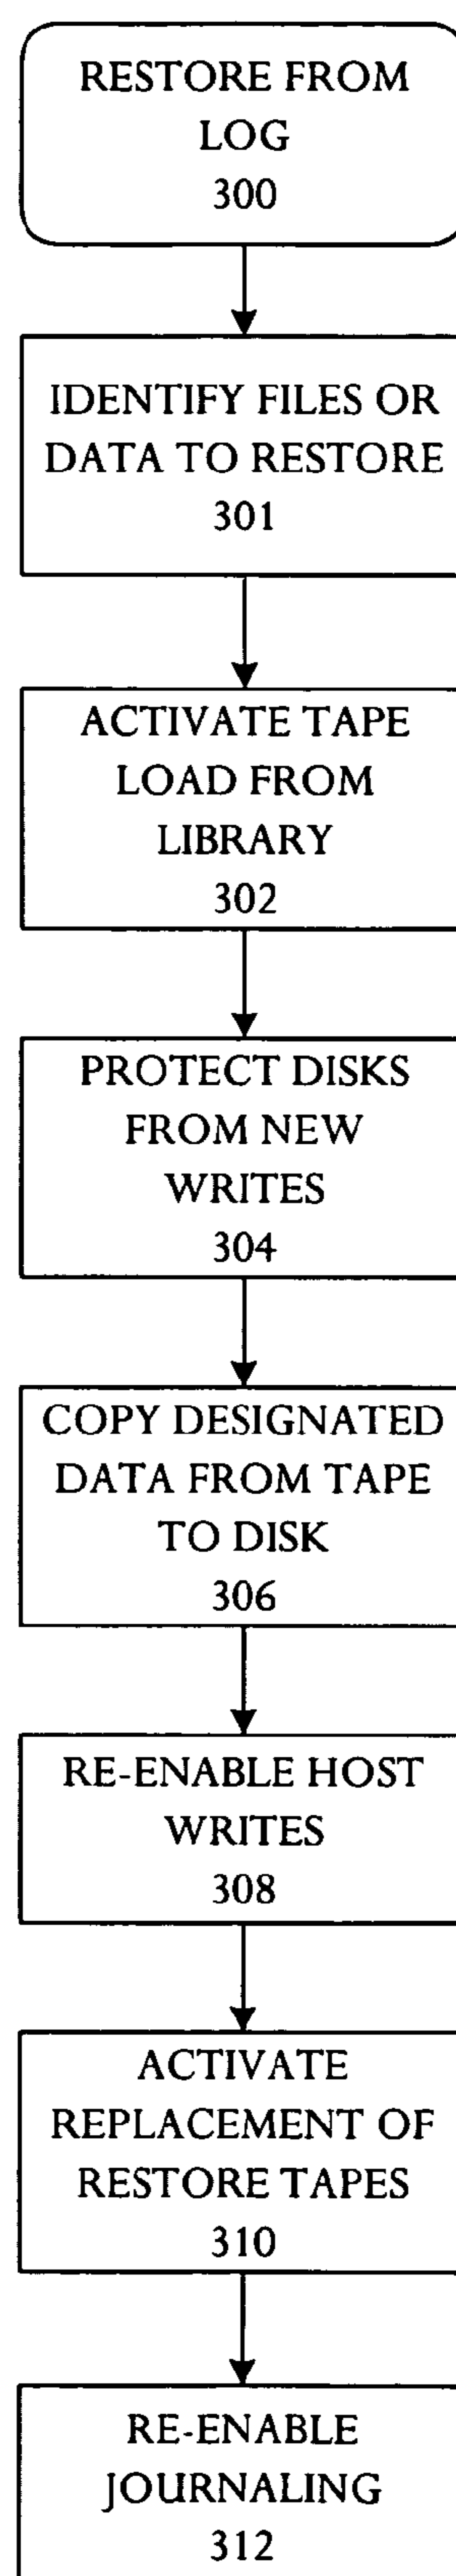 RESTORE FROM
LOG
300
IDENTIFY FILES OR
DATA TO RESTORE
301
ACTIVATE TAPE
LOAD FROM
LIBRARY
302
PROTECT DISKS
FROM NEW
WRITES
304
COPY DESIGNATED
DATA FROM TAPE
TO DISK
306
RE-ENABLE HOST
WRITES
308
ACTIVATE
REPLACEMENT OF
RESTORE TAPES
310
RE-ENABLE
JOURNALING
312